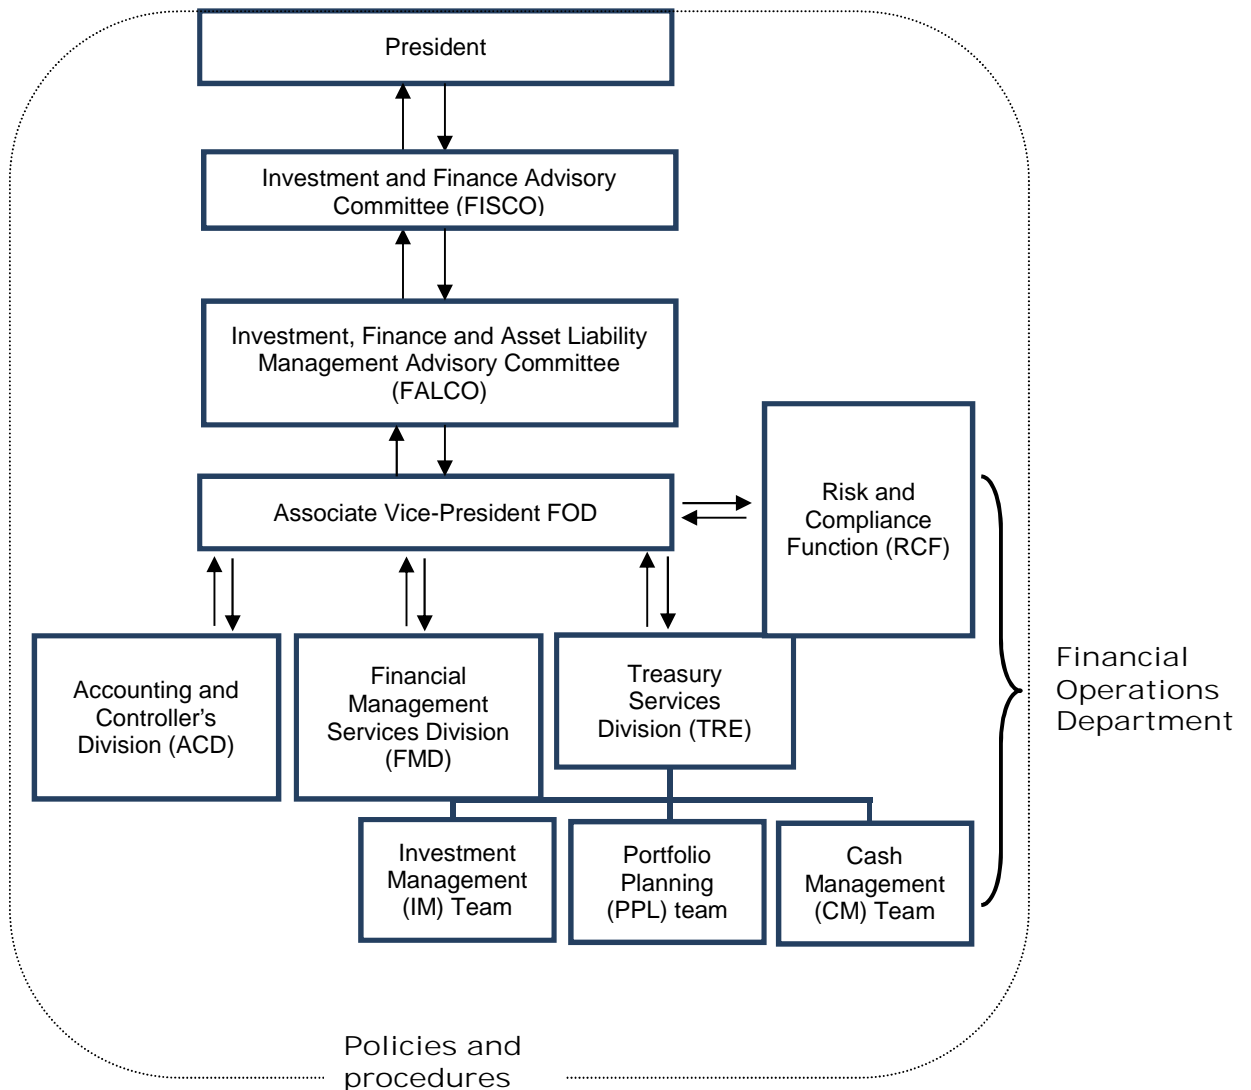 President
Investment and Finance Advisory
Committee (FISCO)
Investment, Finance and Asset Liability
Management Advisory Committee
(FALCO)
Associate Vice-President FOD
Risk and
Compliance
Function (RCF)
Accounting and
Controller's
Division (ACD)
Financial
Management
Services Division
(FMD)
Treasury
Services
Division (TRE)
Financial
Operations
Department
Investment
Management
(IM) Team
Portfolio
Planning
(PPL) team
Cash
Management
(CM) Team
Policies and
procedures